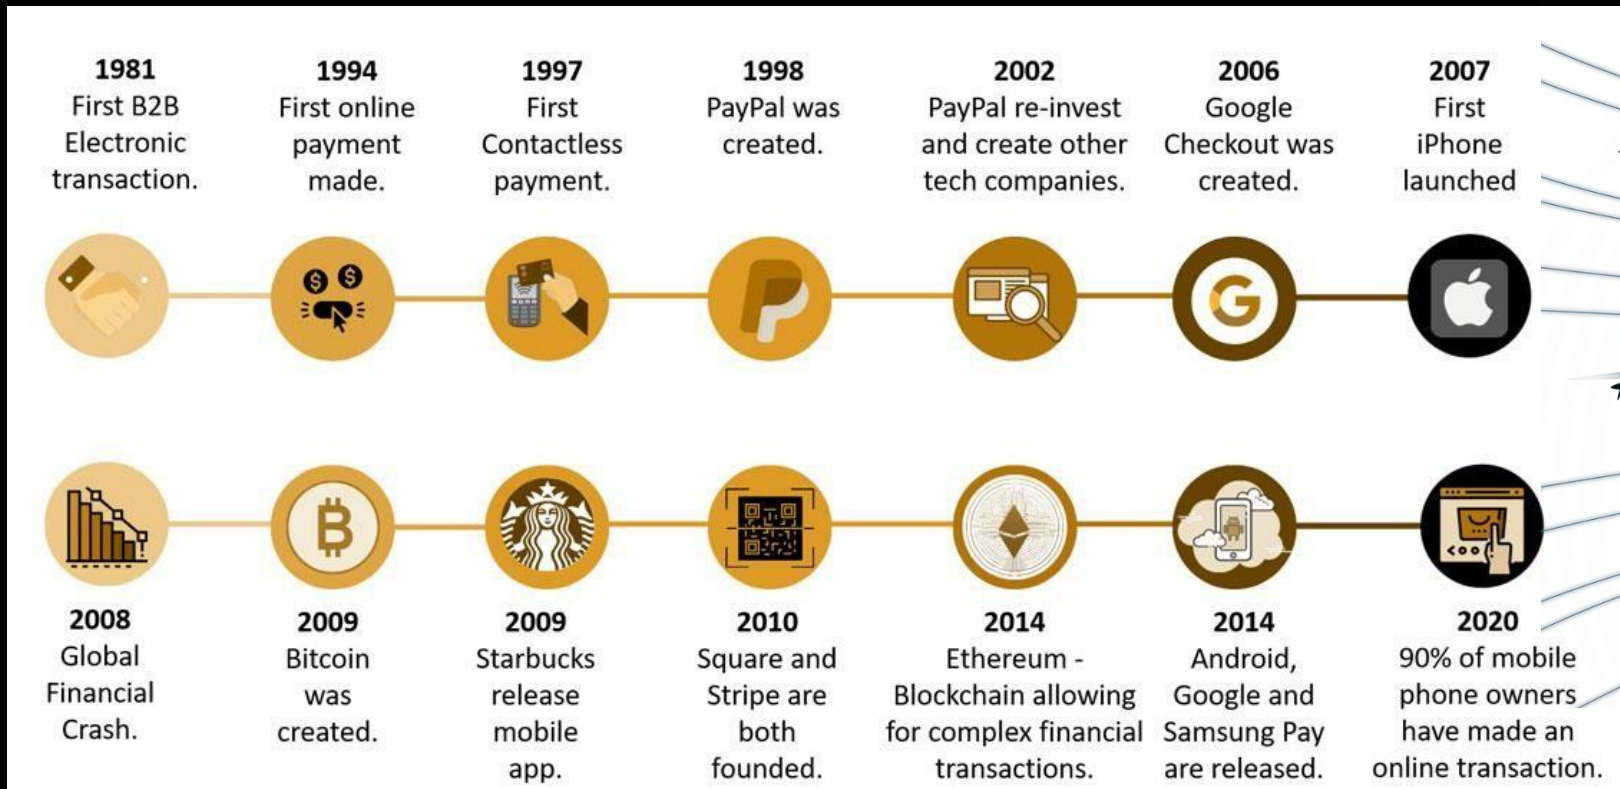 1981
First B2B
Electronic
transaction.
1994
First online
payment
made.
1997
First
Contactless
payment.
1998
PayPal was
created.
2002
PayPal re-invest
and create other
tech companies.
2006
Google
Checkout was
created.
2007
First
iPhone
launched
2008
Global
Financial
Crash.
2009
Bitcoin
was
created.
2009
Starbucks
release
mobile
app.
2010
Square and
Stripe are
both
founded.
2014
Ethereum -
Blockchain allowing
for complex financial
transactions.
2014
Android,
Google and
Samsung Pay
are released.
2020
90% of mobile
phone owners
have made an
online transaction.